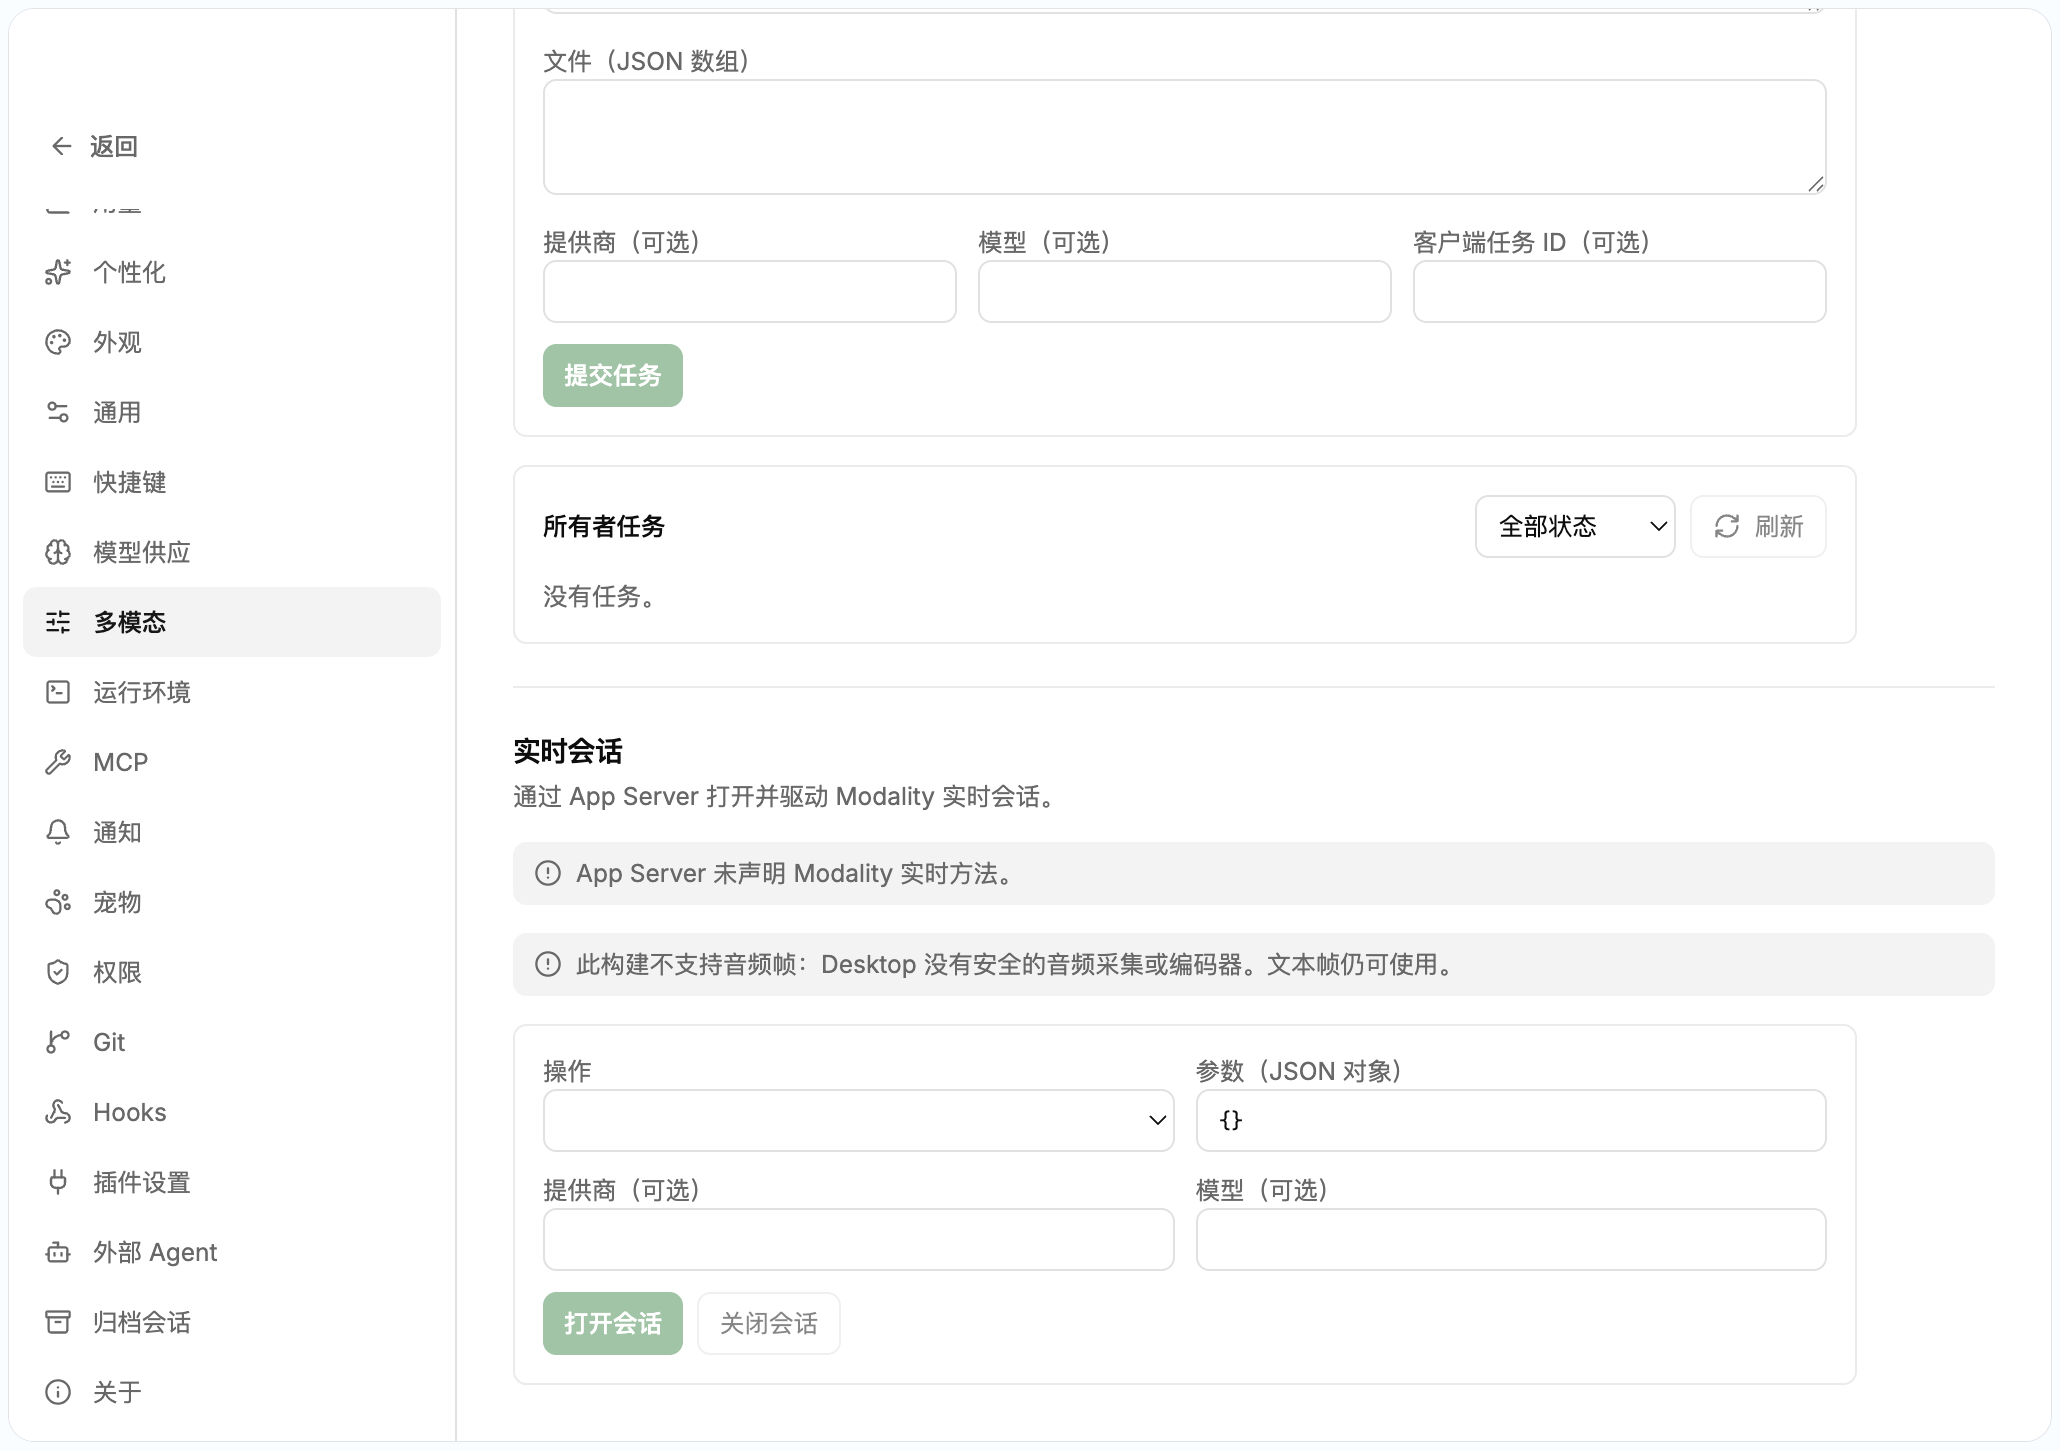 返回
个性化
外观
通用
快捷键
模型供应
多模态
运行环境
MCP
通知
宠物
权限
Git
Hooks
插件设置
外部 Agent
归档会话
关于
文件（JSON 数组）
提供商（可选）
模型（可选）
客户端任务 ID（可选）
提交任务
所有者任务
全部状态
刷新
没有任务。
实时会话
通过 App Server 打开并驱动 Modality 实时会话。
App Server 未声明 Modality 实时方法。
此构建不支持音频帧：Desktop 没有安全的音频采集或编码器。文本帧仍可使用。
操作
参数（JSON 对象）
{}
提供商（可选）
模型（可选）
打开会话
关闭会话